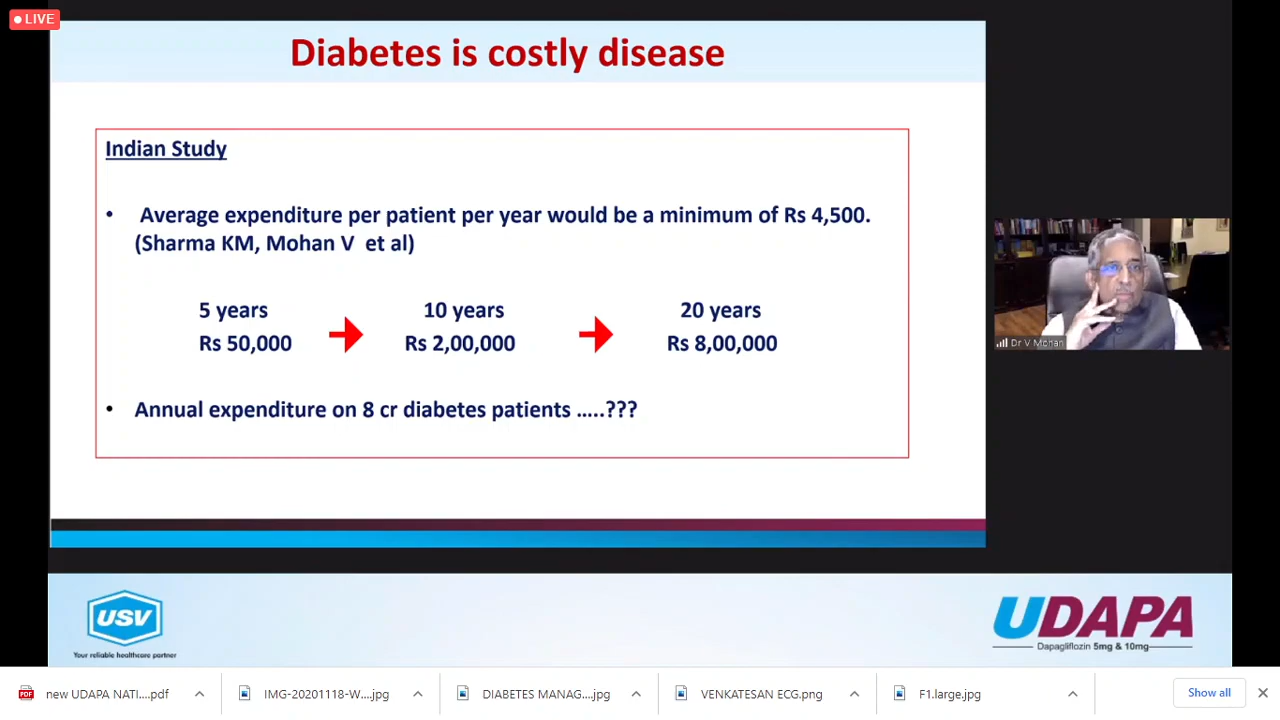 LIVE
Diabetes is costly disease
Indian Study
• Average expenditure per patient per year would be a minimum of Rs 4,500.
(Sharma KM, Mohan V et al)
5 years 10 years 20 years
Rs 50,000 Rs 2,00,000 Rs 8,00,000
• Annual expenditure on 8 cr diabetes patients …..???
Dr V Mohan
USV
Your reliable healthcare partner
UDAPA
Dapagliflozin 5mg & 10mg
PDF
new UDAPA NATI....pdf
IMG-20201118-W....jpg
DIABETES MANAG....jpg
VENKATESAN ECG.png
F1.large.jpg
Show all